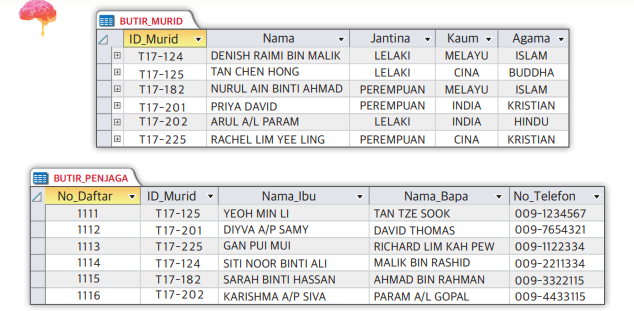 BUTIR_MURID
ID_Murid Nama Jantina Kaum Agama
T17-124 DENISH RAIMI BIN MALIK LELAKI MELAYU ISLAM
T17-125 TAN CHEN HONG LELAKI CINA BUDDHA
T17-182 NURUL AIN BINTI AHMAD PEREMPUAN MELAYU ISLAM
T17-201 PRIYA DAVID PEREMPUAN INDIA KRISTIAN
T17-202 ARUL A/L PARAM LELAKI INDIA HINDU
T17-225 RACHEL LIM YEE LING PEREMPUAN CINA KRISTIAN
BUTIR_PENJAGA
No_Daftar ID_Murid Nama_Ibu Nama_Bapa No_Telefon
1111 T17-125 YEOH MIN LI TAN TZE SOOK 009-1234567
1112 T17-201 DIYVA A/P SAMY DAVID THOMAS 009-7654321
1113 T17-225 GAN PUI MUI RICHARD LIM KAH PEW 009-1122334
1114 T17-124 SITI NOOR BINTI ALI MALIK BIN RASHID 009-2211334
1115 T17-182 SARAH BINTI HASSAN AHMAD BIN RAHMAN 009-3322115
1116 T17-202 KARISHMA A/P SIVA PARAM A/L GOPAL 009-4433115